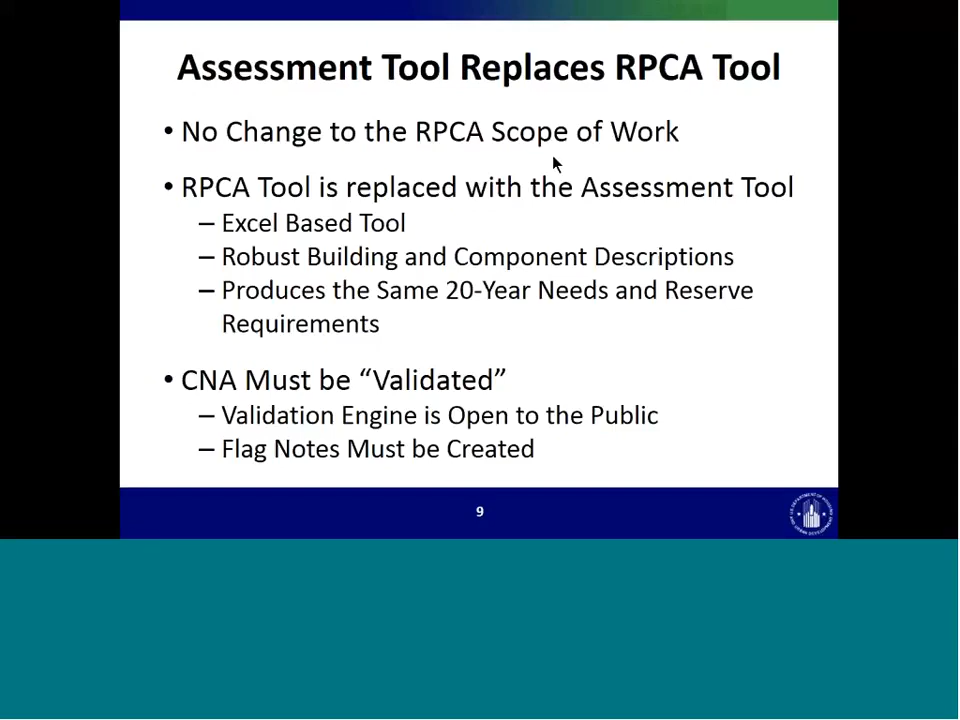 Assessment Tool Replaces RPCA Tool
• No Change to the RPCA Scope of Work
• RPCA Tool is replaced with the Assessment Tool
– Excel Based Tool
– Robust Building and Component Descriptions
– Produces the Same 20-Year Needs and Reserve
Requirements
• CNA Must be “Validated”
– Validation Engine is Open to the Public
– Flag Notes Must be Created
9